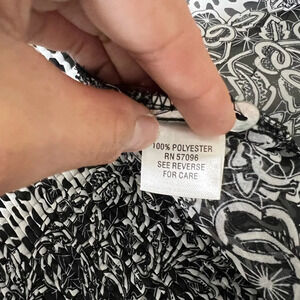 100% POLYESTER
RN 57096
SEE REVERSE
FOR CARE